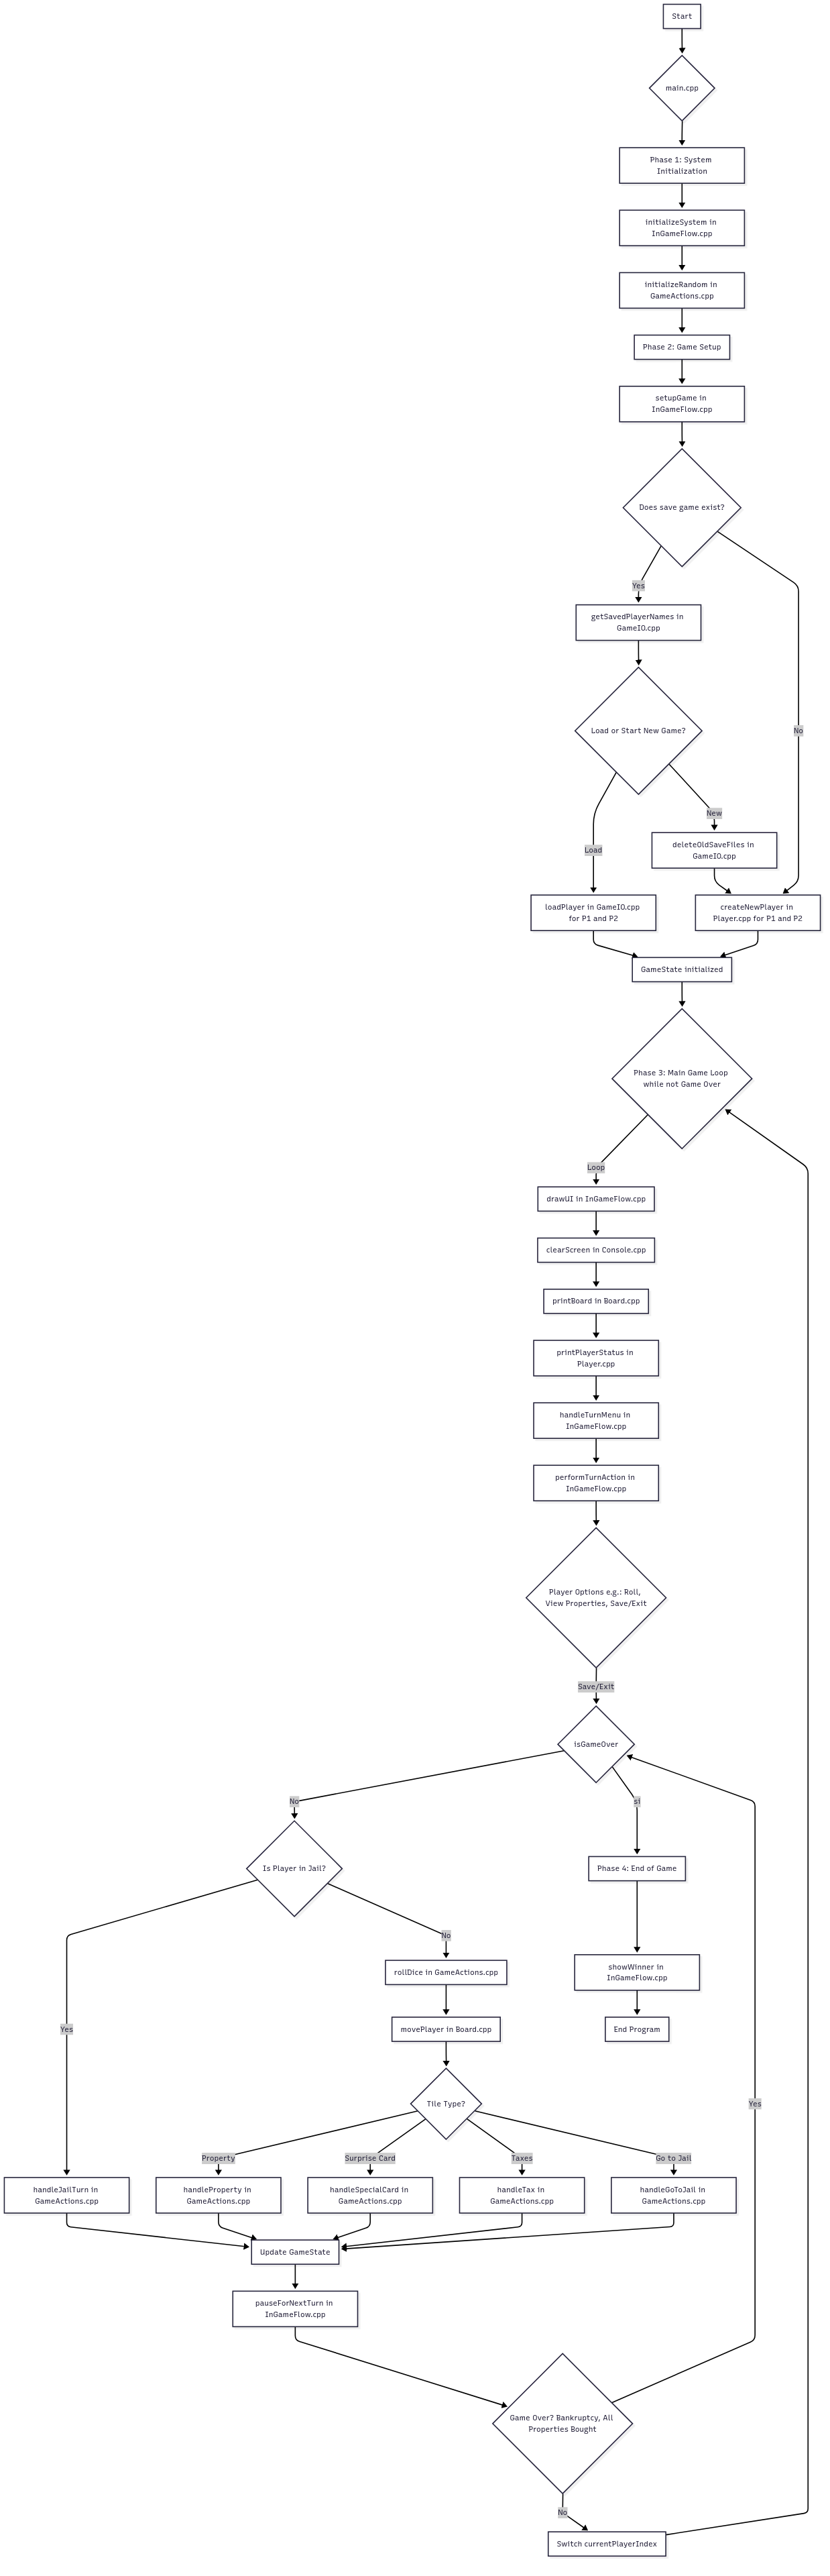 Start
main.cpp
Phase 1: System
Initialization
initializeSystem in
InGameFlow.cpp
initializeRandom in
GameActions.cpp
Phase 2: Game Setup
setupGame in
InGameFlow.cpp
Does save game exist?
Yes
getSavedPlayerNames in
GameIO.cpp
Load or Start New Game?
No
New
deleteOldSaveFiles in
GameIO.cpp
Load
loadPlayer in GameIO.cpp
for P1 and P2
createNewPlayer in
Player.cpp for P1 and P2
GameState initialized
Phase 3: Main Game Loop
while not Game Over
Loop
drawUI in InGameFlow.cpp
clearScreen in Console.cpp
printBoard in Board.cpp
printPlayerStatus in
Player.cpp
handleTurnMenu in
InGameFlow.cpp
performTurnAction in
InGameFlow.cpp
Player Options e.g.: Roll,
View Properties, Save/Exit
Save/Exit
isGameOver
No
si
Is Player in Jail?
Phase 4: End of Game
No
rollDice in GameActions.cpp
showWinner in
InGameFlow.cpp
Yes
movePlayer in Board.cpp
End Program
Tile Type?
Yes
Property
Surprise Card
Taxes
Go to Jail
handleJailTurn in
GameActions.cpp
handleProperty in
GameActions.cpp
handleSpecialCard in
GameActions.cpp
handleTax in
GameActions.cpp
handleGoToJail in
GameActions.cpp
Update GameState
pauseForNextTurn in
InGameFlow.cpp
Game Over? Bankruptcy, All
Properties Bought
No
Switch currentPlayerIndex